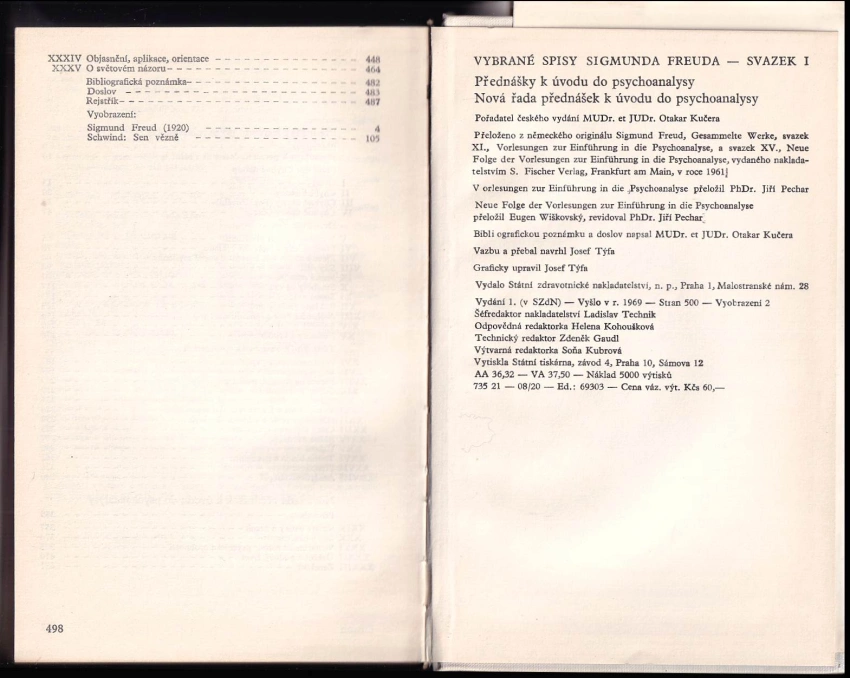 XXXIV Objasnění, aplikace, orientace – – – – – – – – – – – – – – – 448
XXXV O světovém názoru – – – – – – – – – – – – – – – – – – – 464
Bibliografická poznámka – – – – – – – – – – – – – – – – – – 482
Doslov – – – – – – – – – – – – – – – – – – – – – – – 483
Rejstřík – – – – – – – – – – – – – – – – – – – – – – – 487
Vyobrazení:
Sigmund Freud (1920) – – – – – – – – – – – – – – – – 4
Schwind: Sen vězně – – – – – – – – – – – – – – – – – 105
498
VYBRANÉ SPISY SIGMUNDA FREUDA — SVAZEK I
Přednášky k úvodu do psychoanalysy
Nová řada přednášek k úvodu do psychoanalysy
Pořadatel českého vydání MUDr. et JUDr. Otakar Kučera
Přeloženo z německého originálu Sigmund Freud, Gesammelte Werke, svazek
XI., Vorlesungen zur Einführung in die Psychoanalyse, a svazek XV., Neue
Folge der Vorlesungen zur Einführung in die Psychoanalyse, vydaného naklada-
telstvím S. Fischer Verlag, Frankfurt am Main, v roce 1961
V orlesungen zur Einführung in die Psychoanalyse přeložil PhDr. Jiří Pechar
Neue Folge der Vorlesungen zur Einführung in die Psychoanalyse
přeložil Eugen Wiškovský, revidoval PhDr. Jiří Pechar
Bibli ografickou poznámku a doslov napsal MUDr. et JUDr. Otakar Kučera
Vazbu a přebal navrhl Josef Týfa
Graficky upravil Josef Týfa
Vydalo Státní zdravotnické nakladatelství, n. p., Praha 1, Malostranské nám. 28
Vydání 1. (v SZdN) — Vyšlo v r. 1969 — Stran 500 — Vyobrazení 2
Šéfredaktor nakladatelství Ladislav Technik
Odpovědná redaktorka Helena Kohoušková
Technický redaktor Zdeněk Gaudl
Výtvarná redaktorka Soňa Kubrová
Vytiskla Státní tiskárna, závod 4, Praha 10, Sámova 12
AA 36,32 — VA 37,50 — Náklad 5000 výtisků
735 21 — 08/20 — Ed.: 69303 — Cena váz. výt. Kčs 60,—